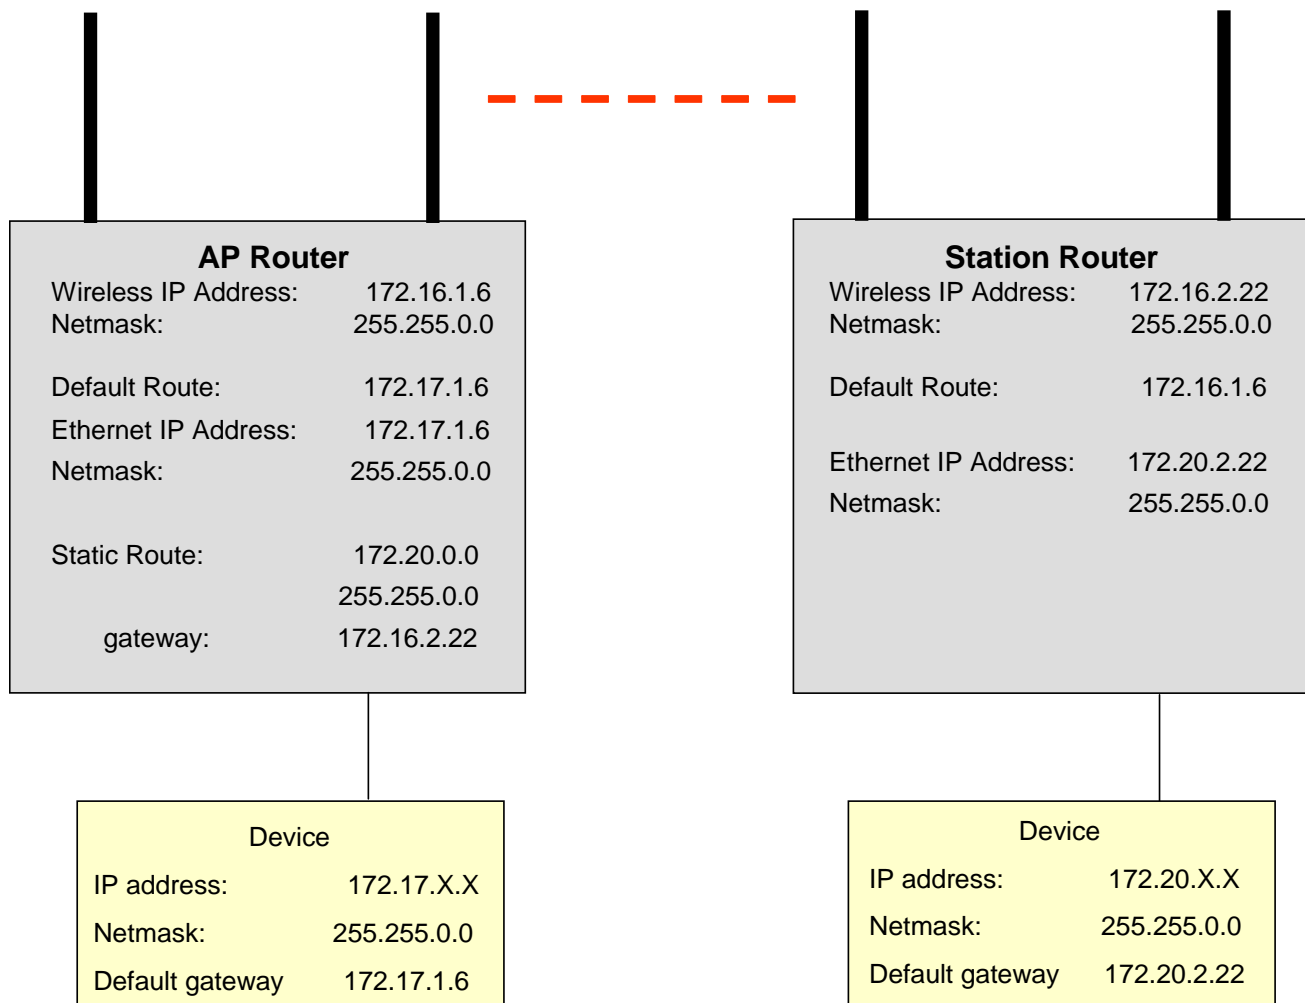 AP Router
Wireless IP Address: 172.16.1.6
Netmask: 255.255.0.0
Default Route: 172.17.1.6
Ethernet IP Address: 172.17.1.6
Netmask: 255.255.0.0
Static Route: 172.20.0.0
255.255.0.0
gateway: 172.16.2.22
Station Router
Wireless IP Address: 172.16.2.22
Netmask: 255.255.0.0
Default Route: 172.16.1.6
Ethernet IP Address: 172.20.2.22
Netmask: 255.255.0.0
Device
IP address: 172.17.X.X
Netmask: 255.255.0.0
Default gateway 172.17.1.6
Device
IP address: 172.20.X.X
Netmask: 255.255.0.0
Default gateway 172.20.2.22